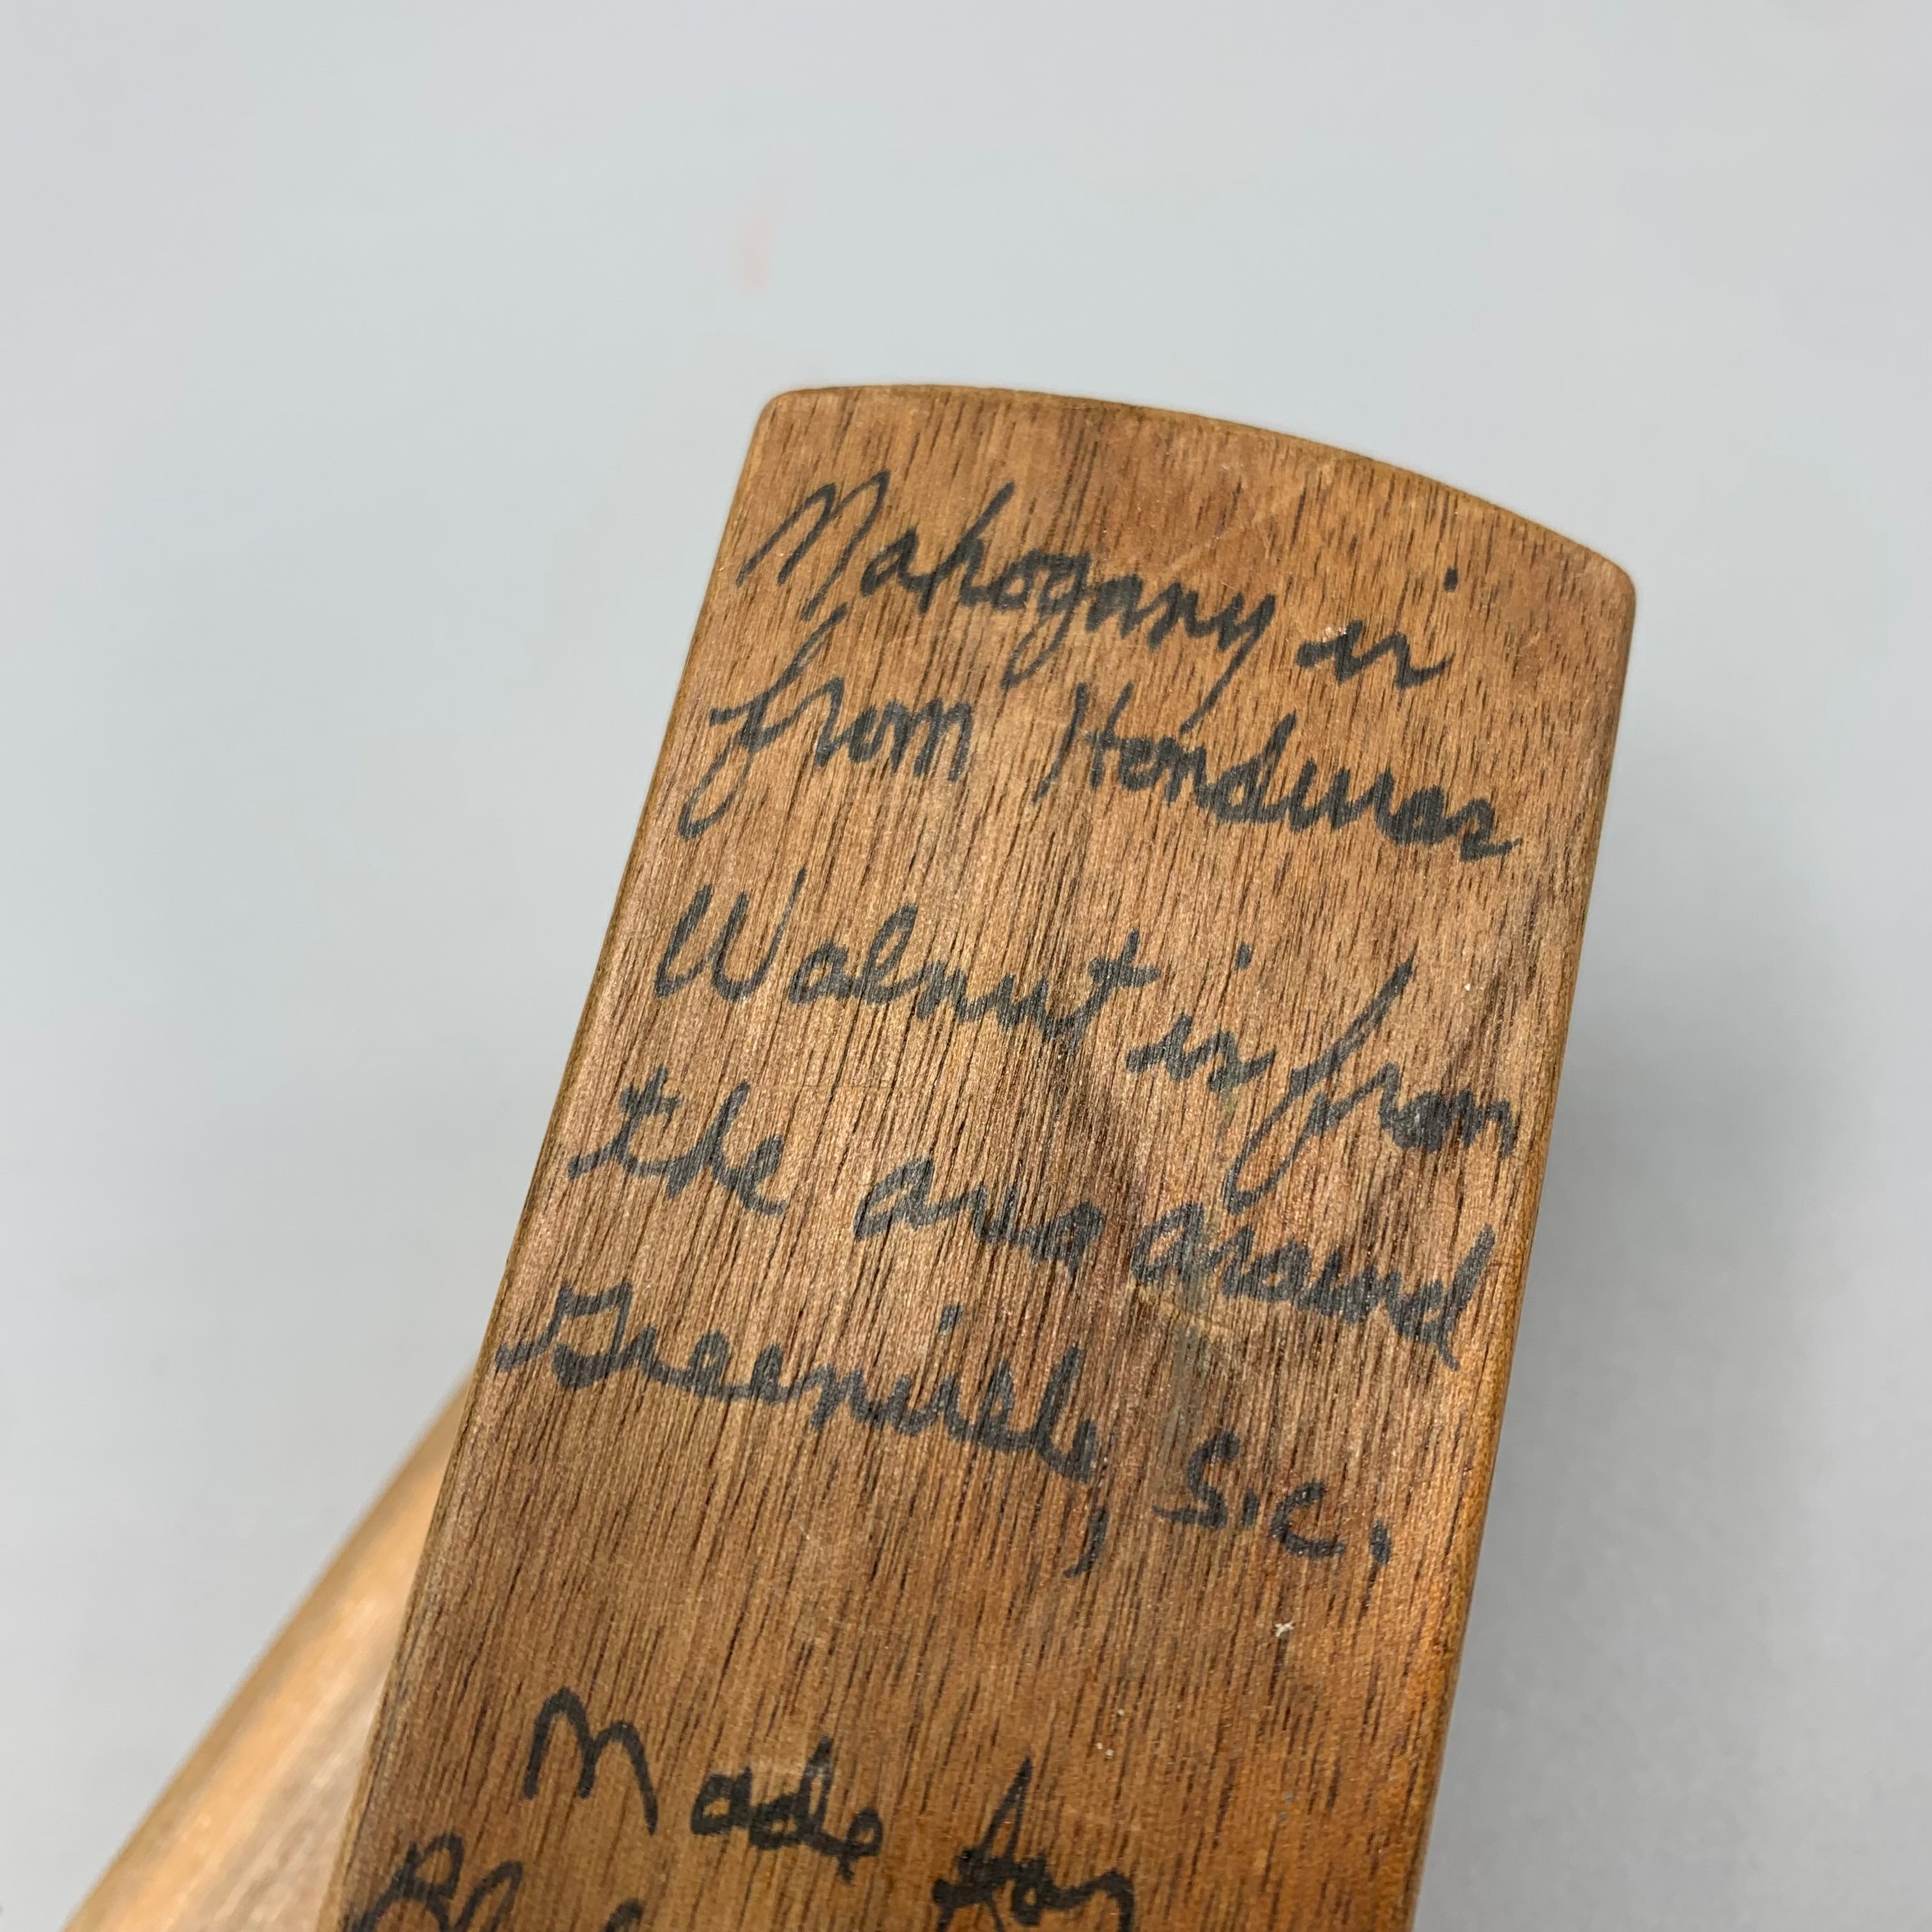 Mahogany is
from Honduras
Walnut is from
the area around
Greenville, S.C.
Made for